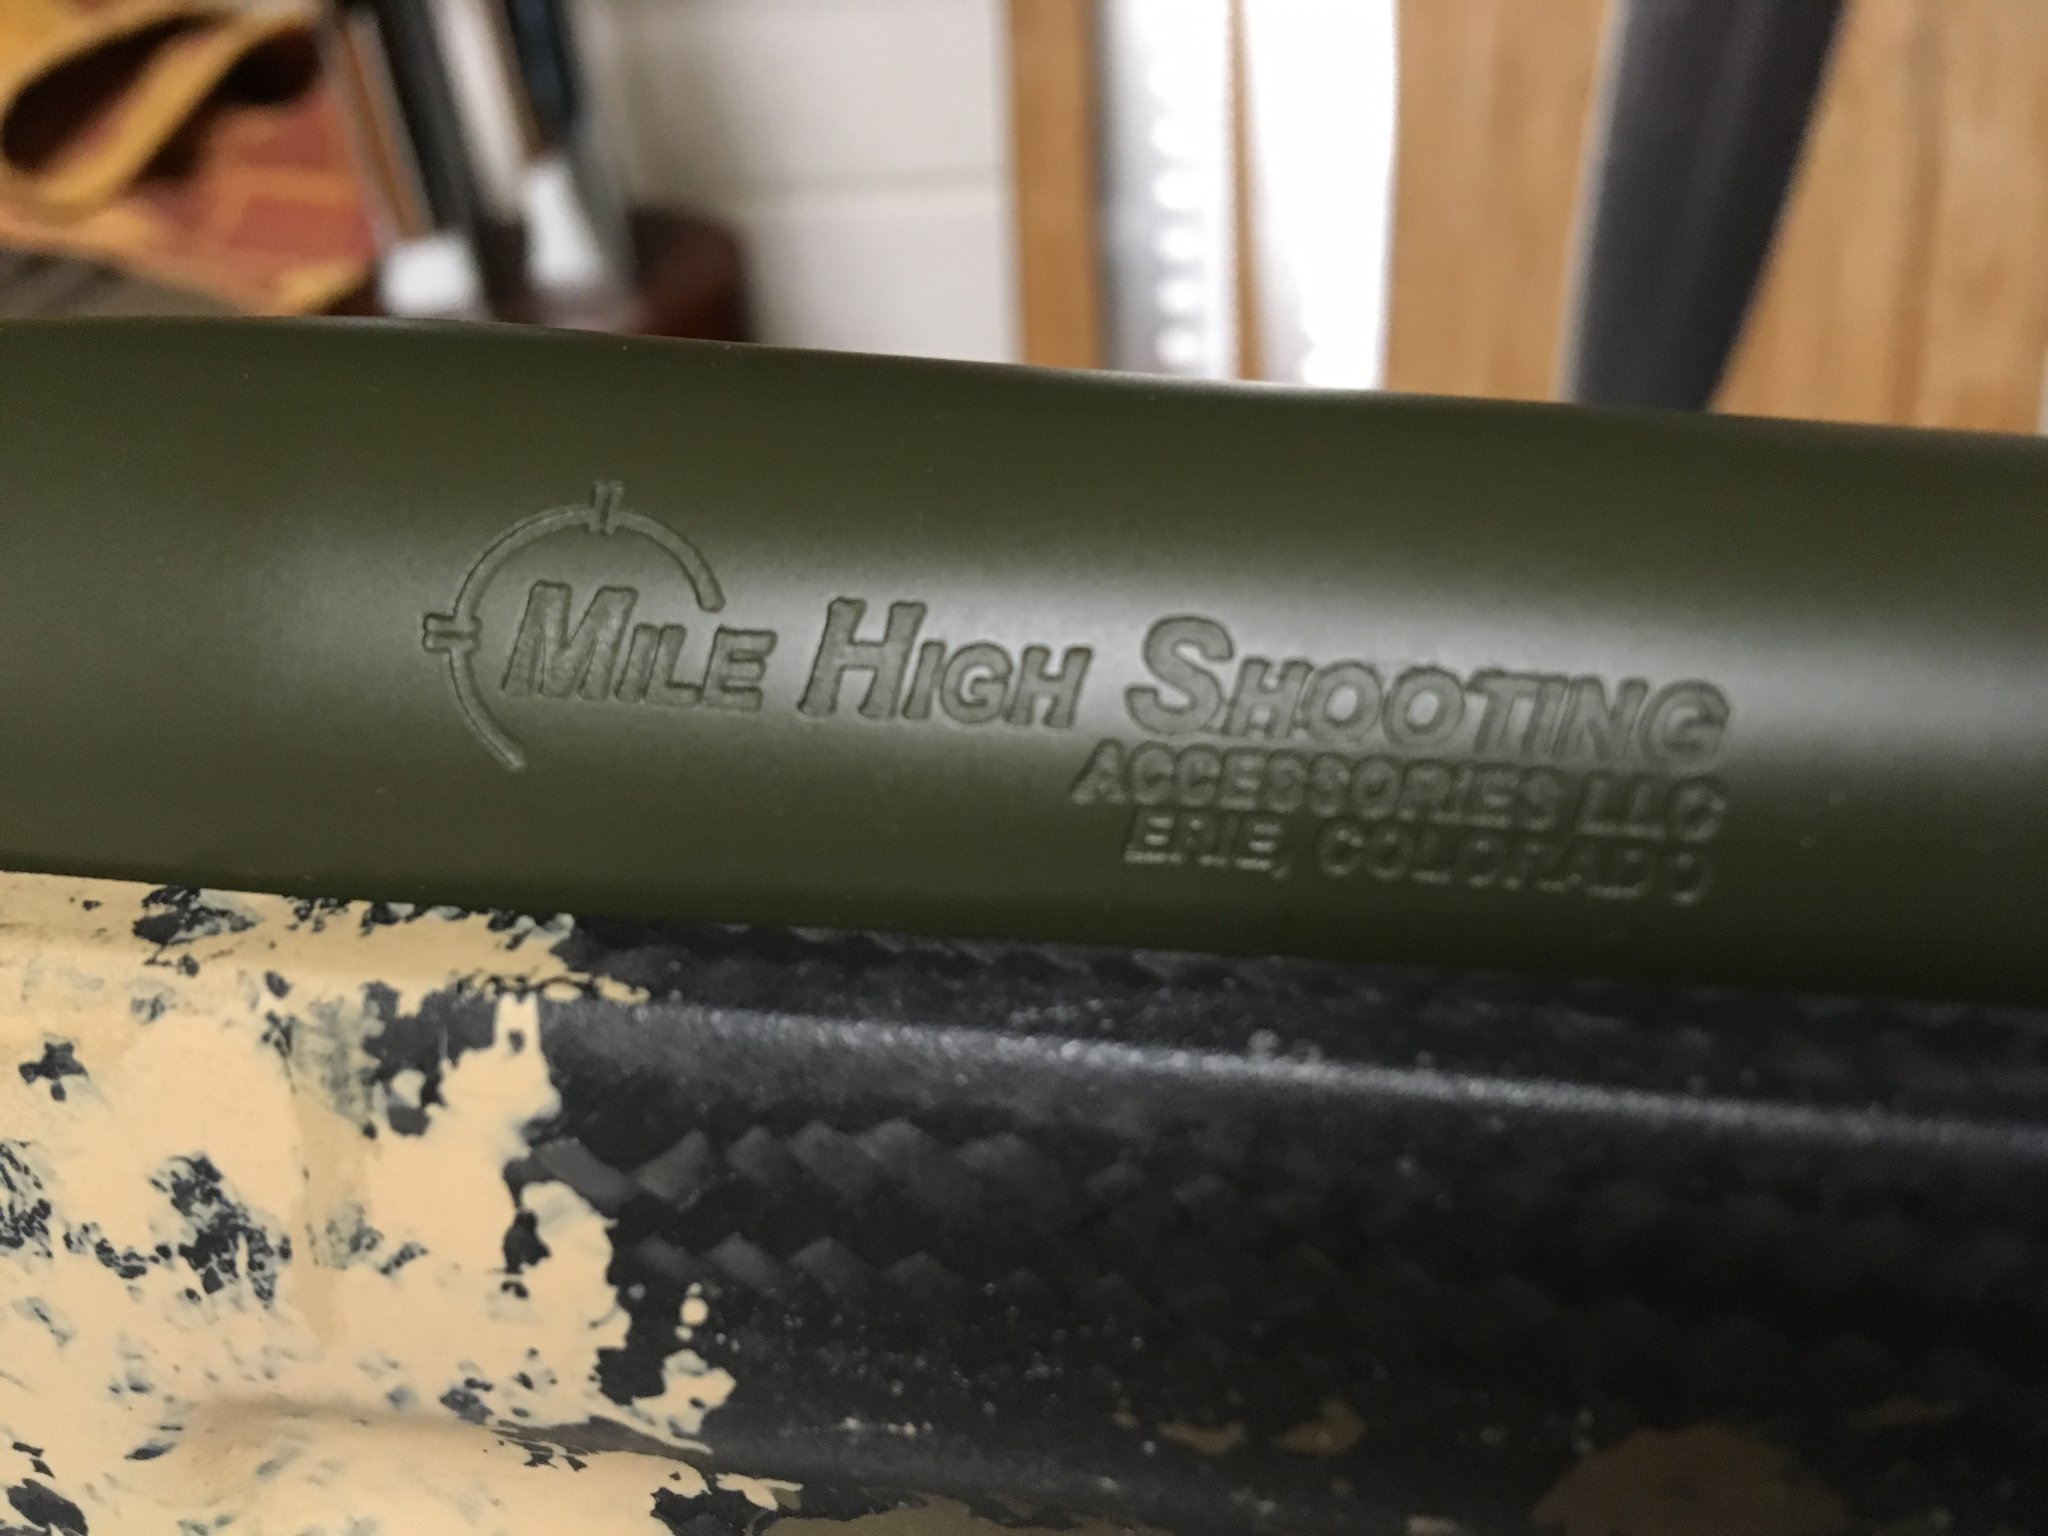 MILE HIGH SHOOTING
ACCESSORIES LLC
ERIE, COLORADO